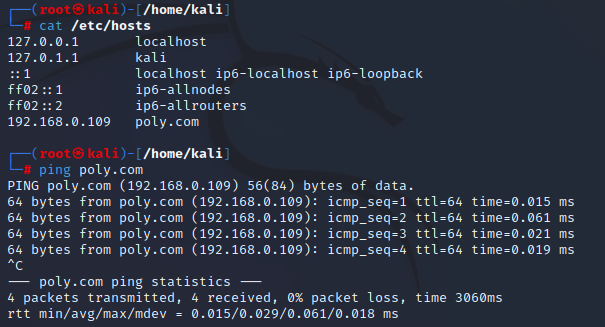 ┌──(root㉿kali)-[/home/kali]
└─# cat /etc/hosts
127.0.0.1       localhost
127.0.1.1       kali
::1             localhost ip6-localhost ip6-loopback
ff02::1         ip6-allnodes
ff02::2         ip6-allrouters
192.168.0.109   poly.com
┌──(root㉿kali)-[/home/kali]
└─# ping poly.com
PING poly.com (192.168.0.109) 56(84) bytes of data.
64 bytes from poly.com (192.168.0.109): icmp_seq=1 ttl=64 time=0.015 ms
64 bytes from poly.com (192.168.0.109): icmp_seq=2 ttl=64 time=0.061 ms
64 bytes from poly.com (192.168.0.109): icmp_seq=3 ttl=64 time=0.021 ms
64 bytes from poly.com (192.168.0.109): icmp_seq=4 ttl=64 time=0.019 ms
^C
--- poly.com ping statistics ---
4 packets transmitted, 4 received, 0% packet loss, time 3060ms
rtt min/avg/max/mdev = 0.015/0.029/0.061/0.018 ms